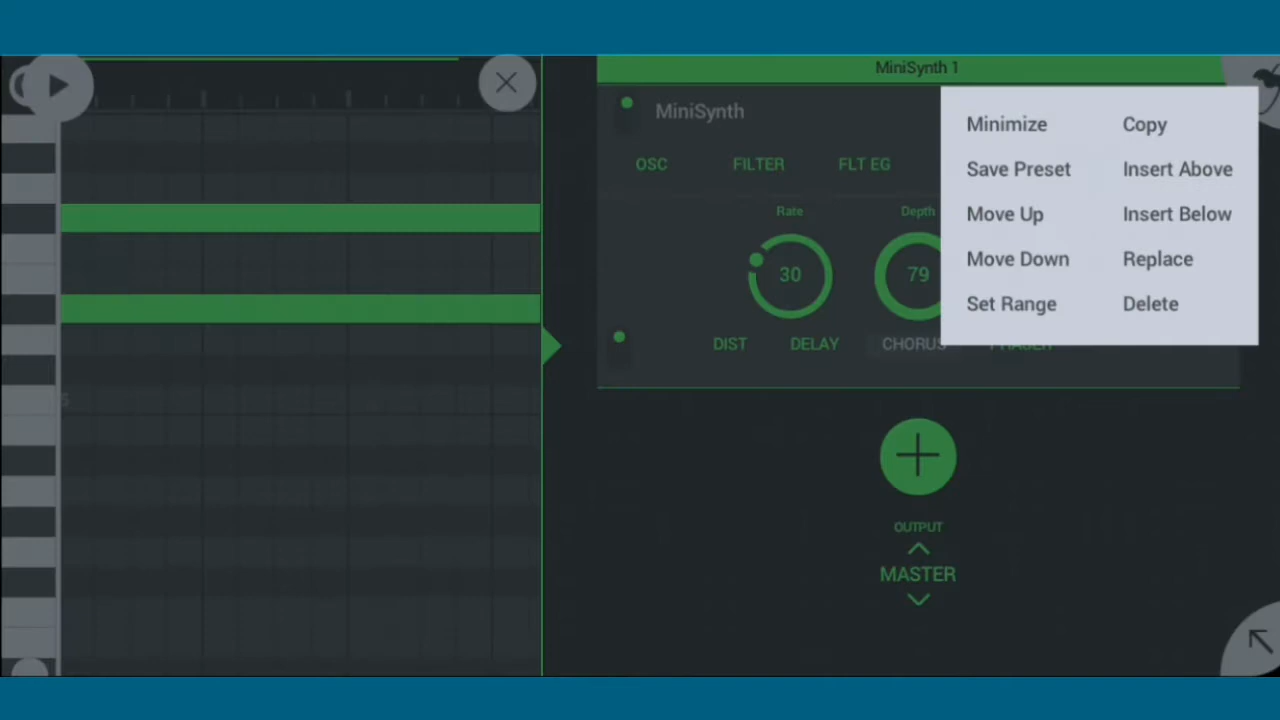 MiniSynth 1
MiniSynth
OSC
FILTER
FLT EG
Rate
Depth
30
79
DIST
DELAY
CHORUS
Minimize
Copy
Save Preset
Insert Above
Move Up
Insert Below
Move Down
Replace
Set Range
Delete
OUTPUT
MASTER